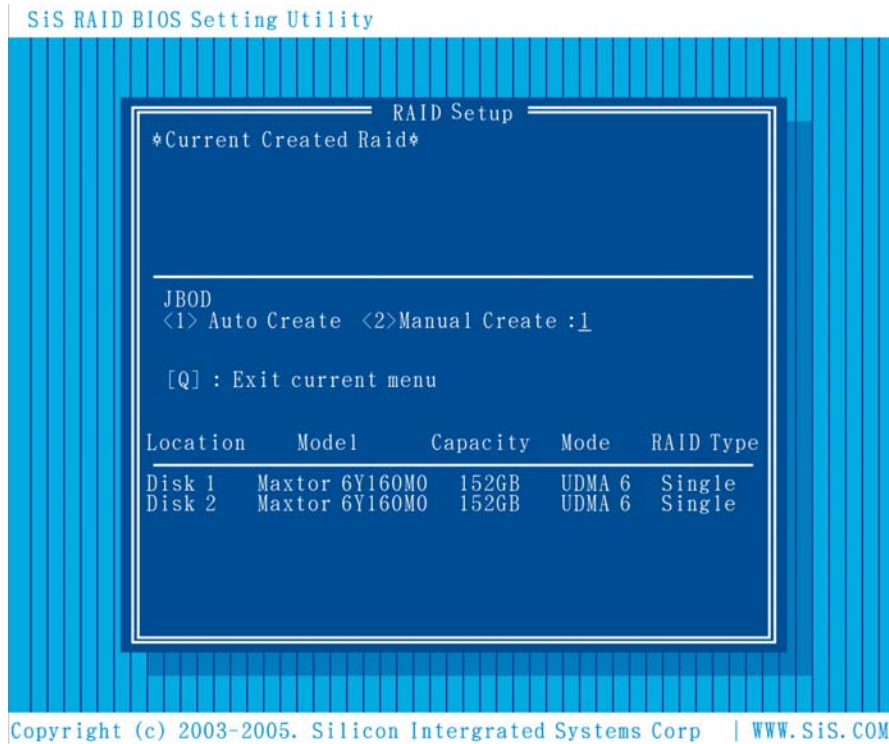 SiS RAID BIOS Setting Utility
RAID Setup
*Current Created Raid*
JBOD
<1> Auto Create <2>Manual Create :1
[Q] : Exit current menu
Location Model Capacity Mode RAID Type
Disk 1 Maxtor 6Y160M0 152GB UDMA 6 Single
Disk 2 Maxtor 6Y160M0 152GB UDMA 6 Single
Copyright (c) 2003-2005. Silicon Intergrated Systems Corp | WWW.SiS.COM